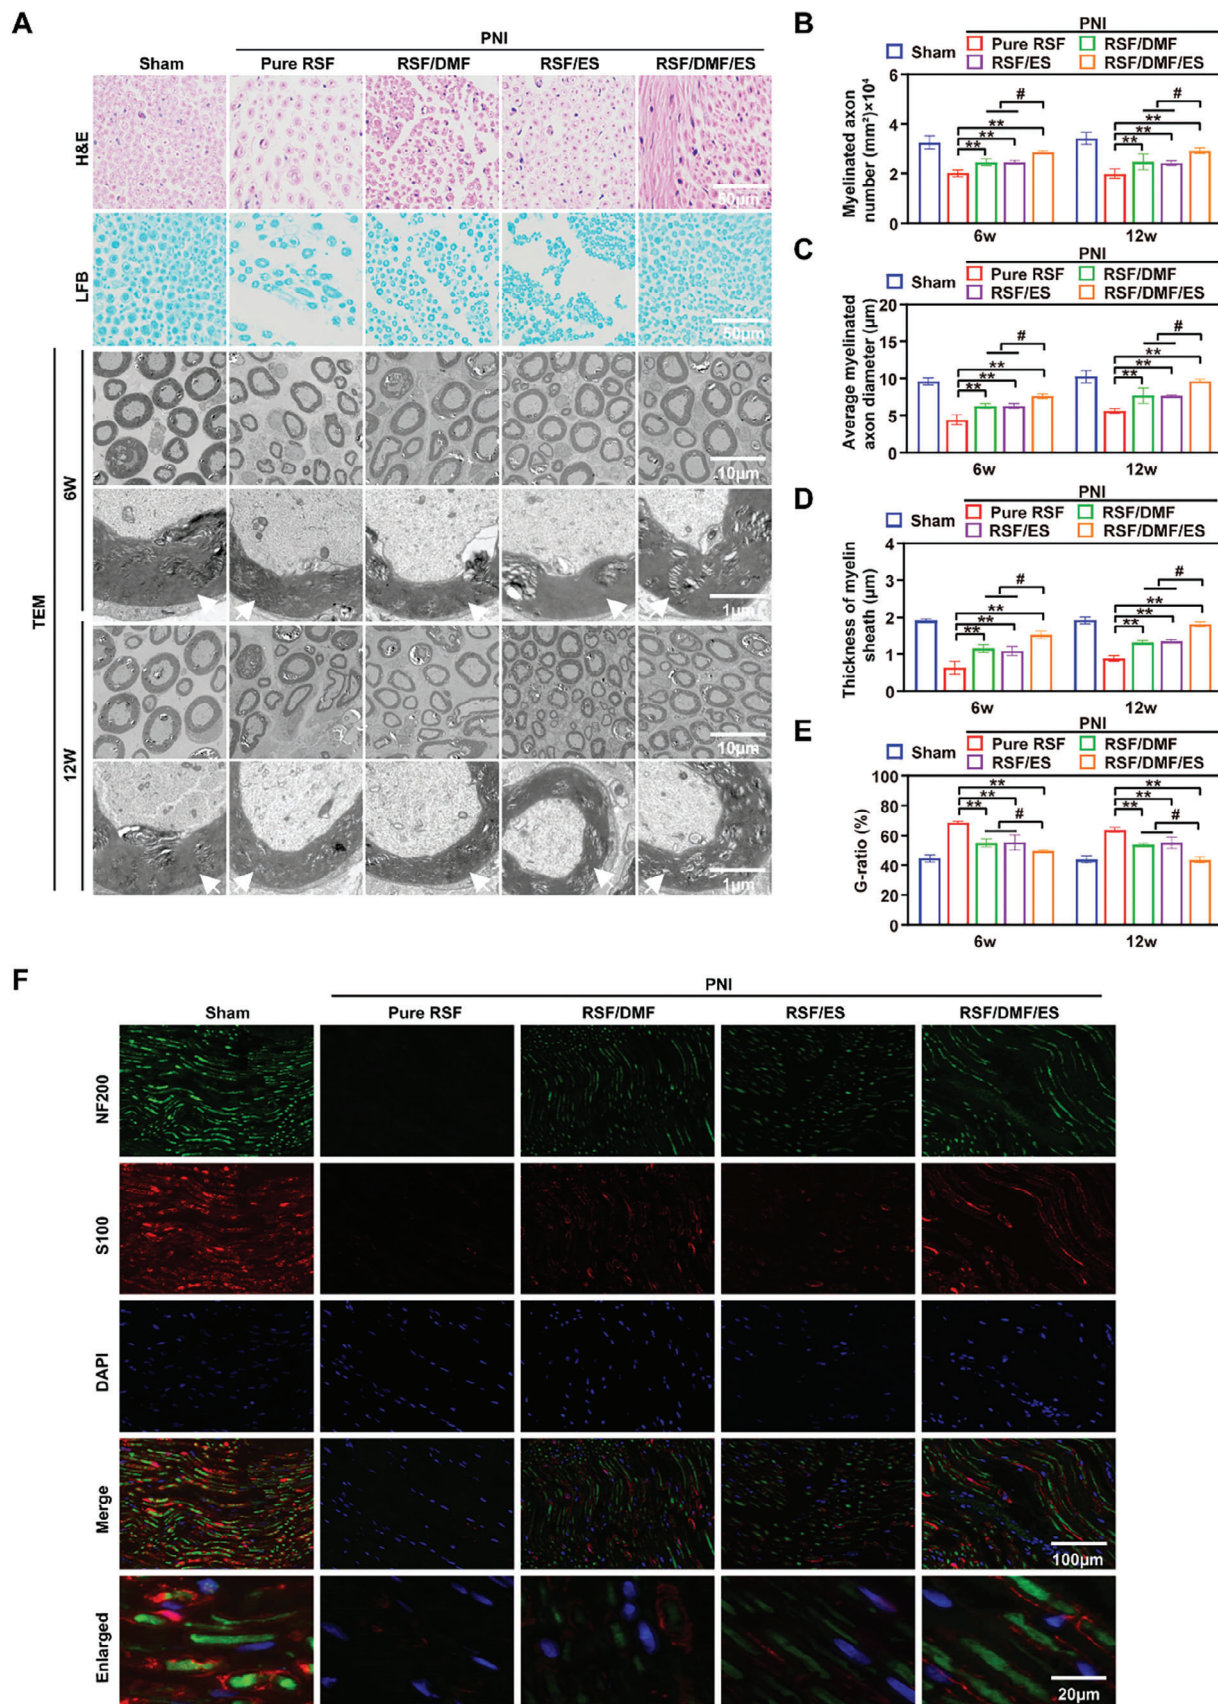 A
PNI
Sham Pure RSF RSF/DMF RSF/ES RSF/DMF/ES
H&E
50μm
LFB
50μm
TEM
6W
10μm
1μm
12W
10μm
1μm
B
PNI
Sham Pure RSF RSF/DMF
RSF/ES RSF/DMF/ES
Myelinated axon
number (mm²)×10⁴
6
4
2
0
#
**
**
**
#
**
**
**
6w 12w
C
PNI
Sham Pure RSF RSF/DMF
RSF/ES RSF/DMF/ES
Average myelinated
axon diameter (μm)
20
15
10
5
0
#
**
**
**
#
**
**
**
6w 12w
D
PNI
Sham Pure RSF RSF/DMF
RSF/ES RSF/DMF/ES
Thickness of myelin
sheath (μm)
4
3
2
1
0
#
**
**
**
#
**
**
**
6w 12w
E
PNI
Sham Pure RSF RSF/DMF
RSF/ES RSF/DMF/ES
G-ratio (%)
100
80
60
40
20
0
**
**
**
#
**
**
**
#
6w 12w
F
PNI
Sham Pure RSF RSF/DMF RSF/ES RSF/DMF/ES
NF200
S100
DAPI
Merge
100μm
Enlarged
20μm